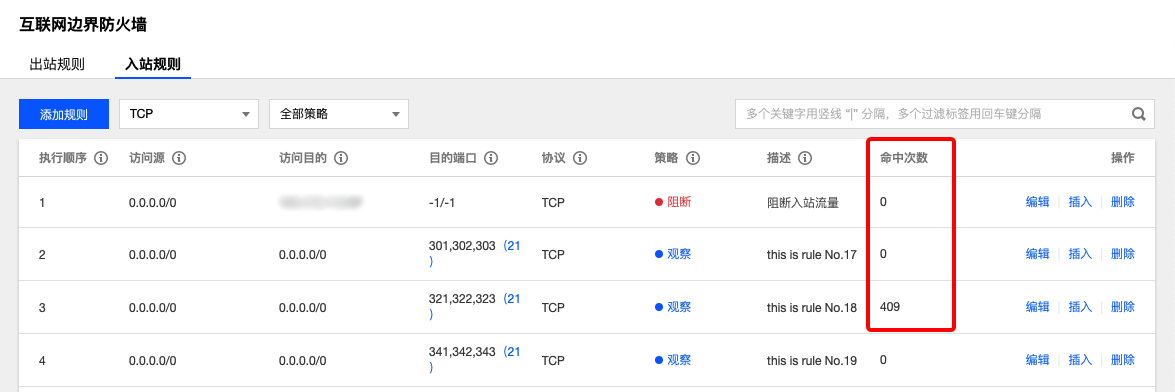 互联网边界防火墙
出站规则 入站规则
添加规则 TCP 全部策略 多个关键字用竖线 “|” 分隔，多个过滤标签用回车键分隔
执行顺序 访问源 访问目的 目的端口 协议 策略 描述 命中次数 操作
1 0.0.0.0/0 -1/-1 TCP 阻断 阻断入站流量 0 编辑 插入 删除
2 0.0.0.0/0 0.0.0.0/0 301,302,303 (21) TCP 观察 this is rule No.17 0 编辑 插入 删除
3 0.0.0.0/0 0.0.0.0/0 321,322,323 (21) TCP 观察 this is rule No.18 409 编辑 插入 删除
4 0.0.0.0/0 0.0.0.0/0 341,342,343 (21) TCP 观察 this is rule No.19 0 编辑 插入 删除